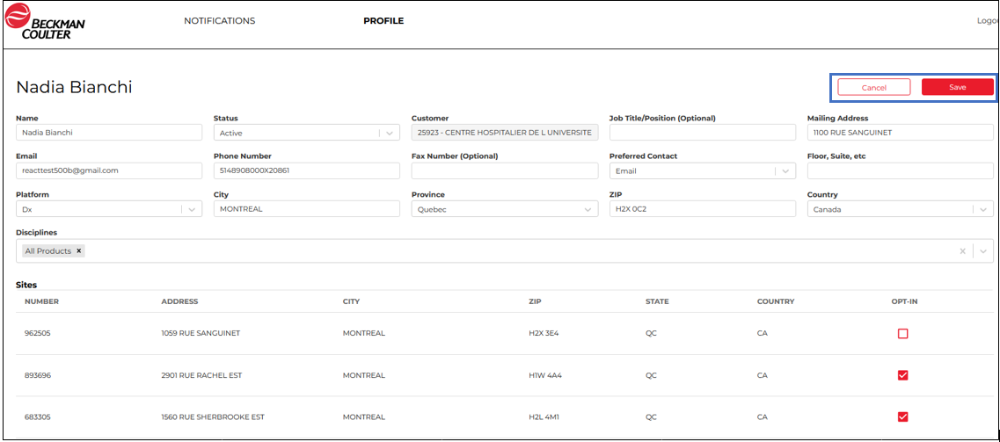 BECKMAN
COULTER
NOTIFICATIONS PROFILE
Nadia Bianchi Cancel Save
Name Status Customer Job Title/Position (Optional) Mailing Address
Nadia Bianchi Active 25923 - CENTRE HOSPITALIER DE L UNIVERSITE 1100 RUE SANGUINET
Email Phone Number Fax Number (Optional) Preferred Contact Floor, Suite, etc
reacttest500b@gmail.com 5148908000X20861 Email
Platform City Province ZIP Country
Dx MONTREAL Quebec H2X 0C2 Canada
Disciplines
All Products x X
Sites
NUMBER ADDRESS CITY ZIP STATE COUNTRY OPT-IN
962505 1059 RUE SANGUINET MONTREAL H2X 3E4 QC CA
893696 2901 RUE RACHEL EST MONTREAL H1W 4A4 QC CA
683305 1560 RUE SHERBROOKE EST MONTREAL H2L 4M1 QC CA